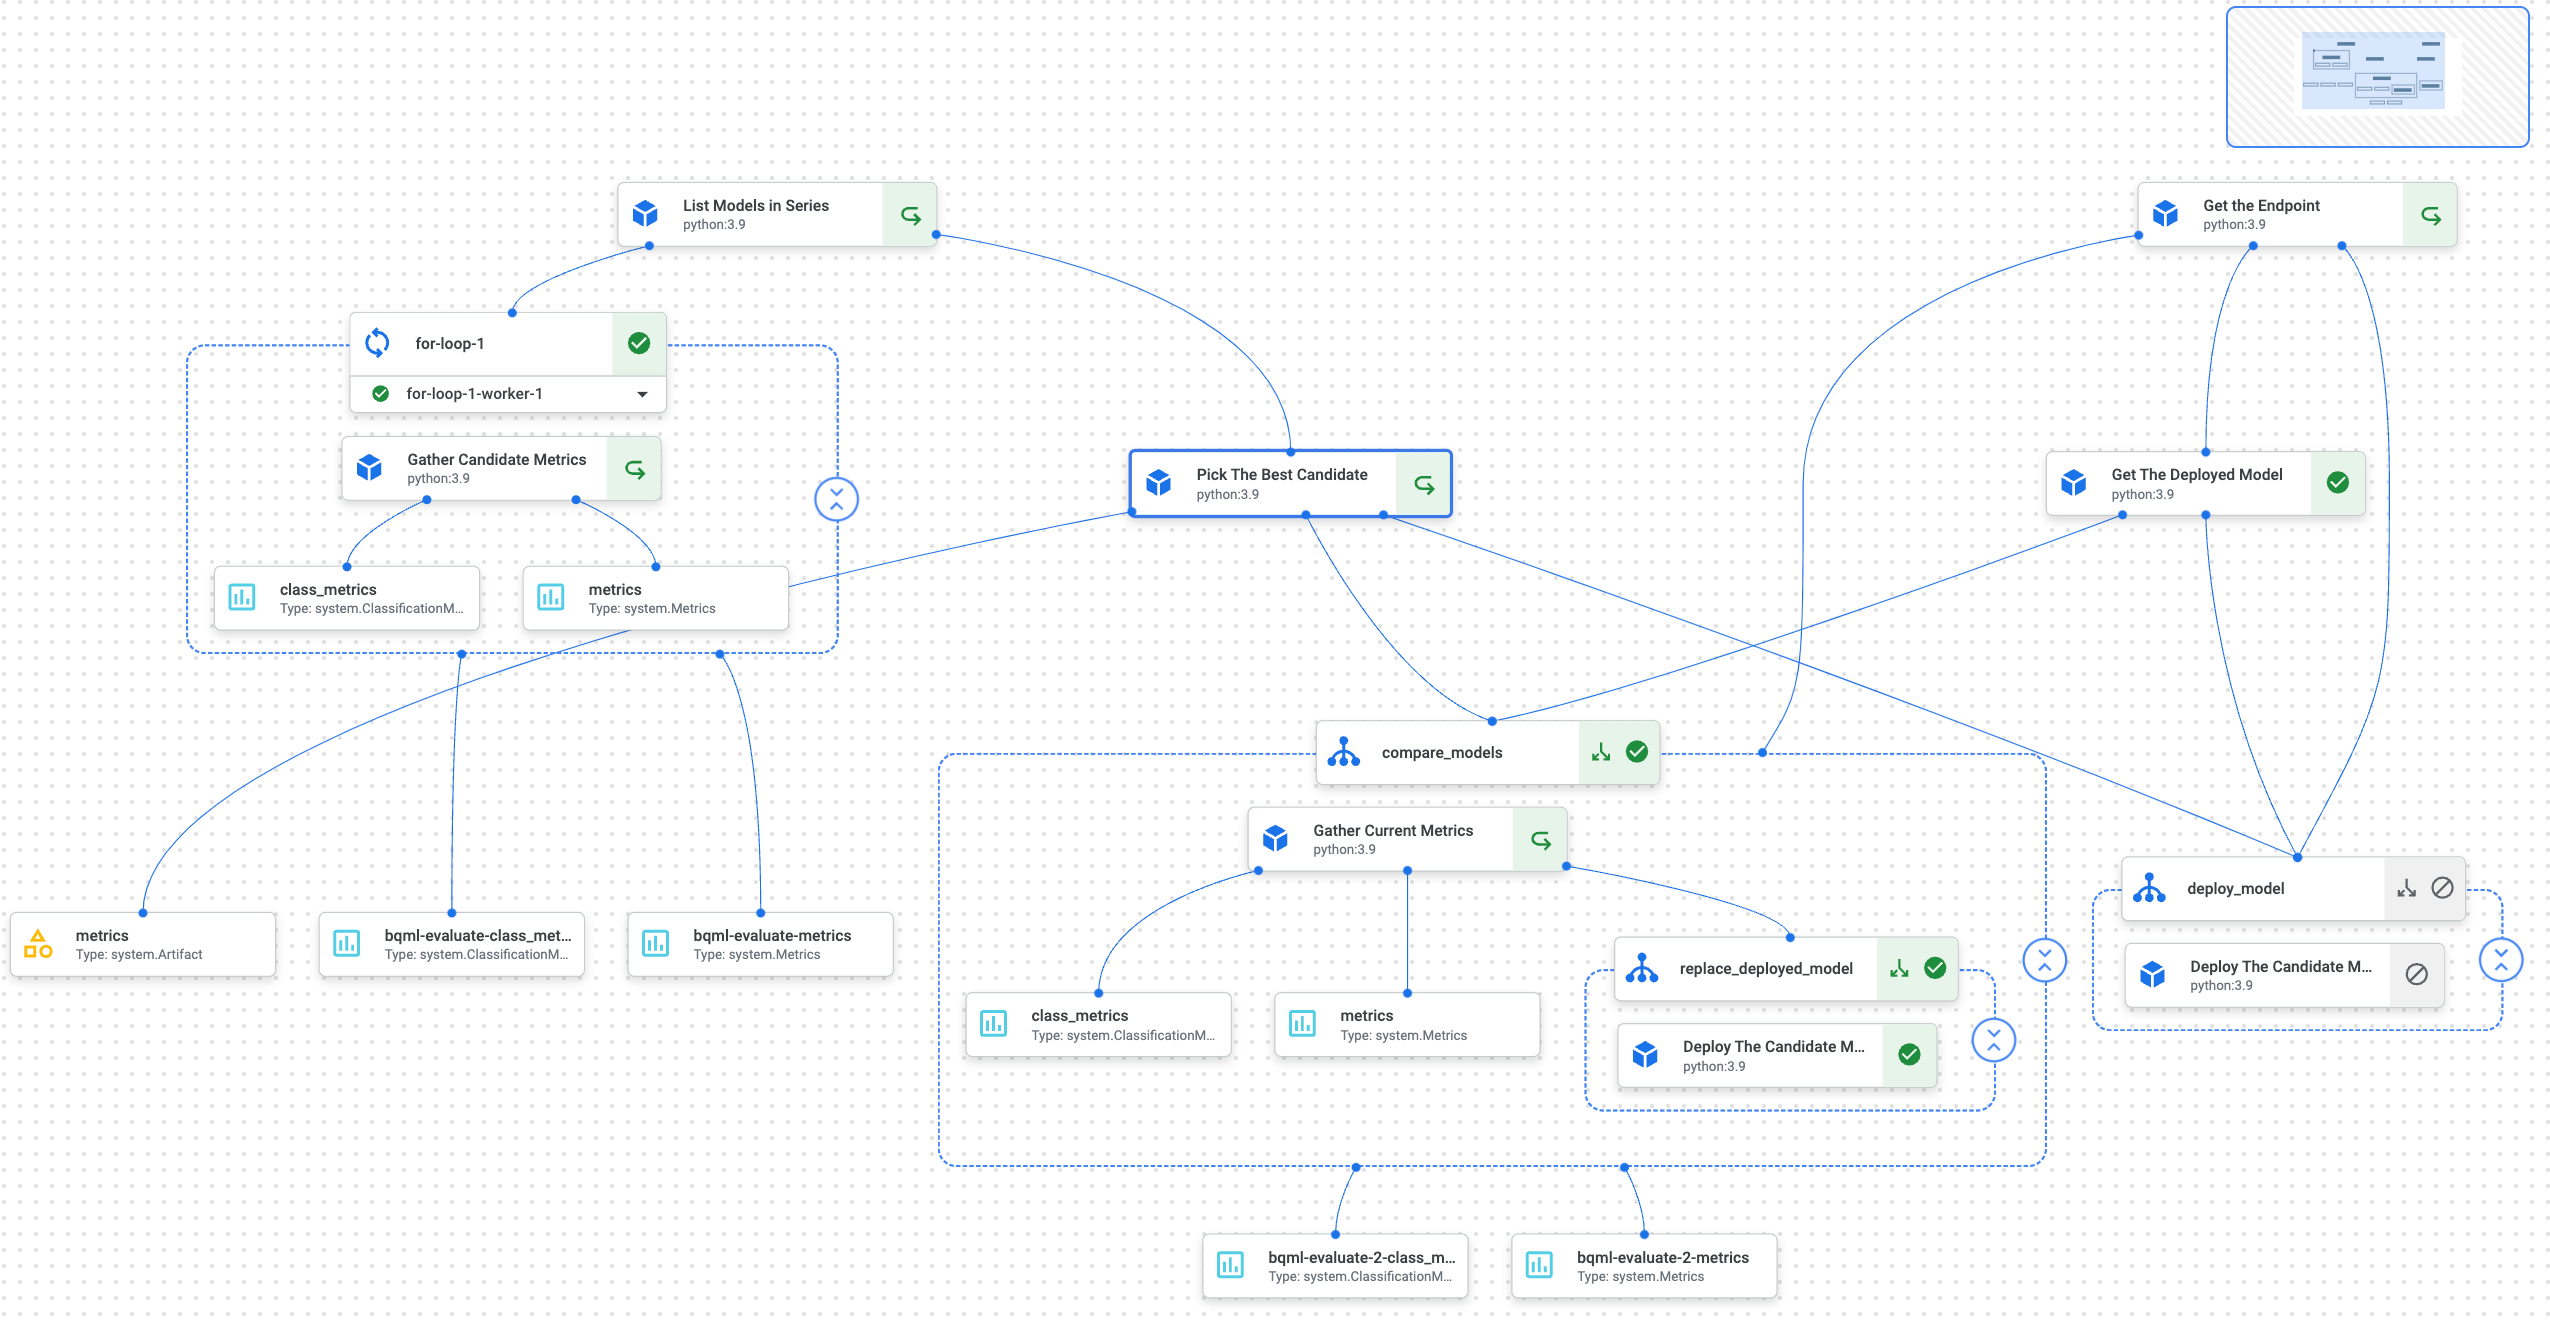 List Models in Series
python:3.9
Get the Endpoint
python:3.9
for-loop-1
for-loop-1-worker-1
Gather Candidate Metrics
python:3.9
Pick The Best Candidate
python:3.9
Get The Deployed Model
python:3.9
class_metrics
Type: system.ClassificationM...
metrics
Type: system.Metrics
compare_models
Gather Current Metrics
python:3.9
deploy_model
metrics
Type: system.Artifact
bqml-evaluate-class_met...
Type: system.ClassificationM...
bqml-evaluate-metrics
Type: system.Metrics
replace_deployed_model
Deploy The Candidate M...
python:3.9
class_metrics
Type: system.ClassificationM...
metrics
Type: system.Metrics
Deploy The Candidate M...
python:3.9
bqml-evaluate-2-class_m...
Type: system.ClassificationM...
bqml-evaluate-2-metrics
Type: system.Metrics